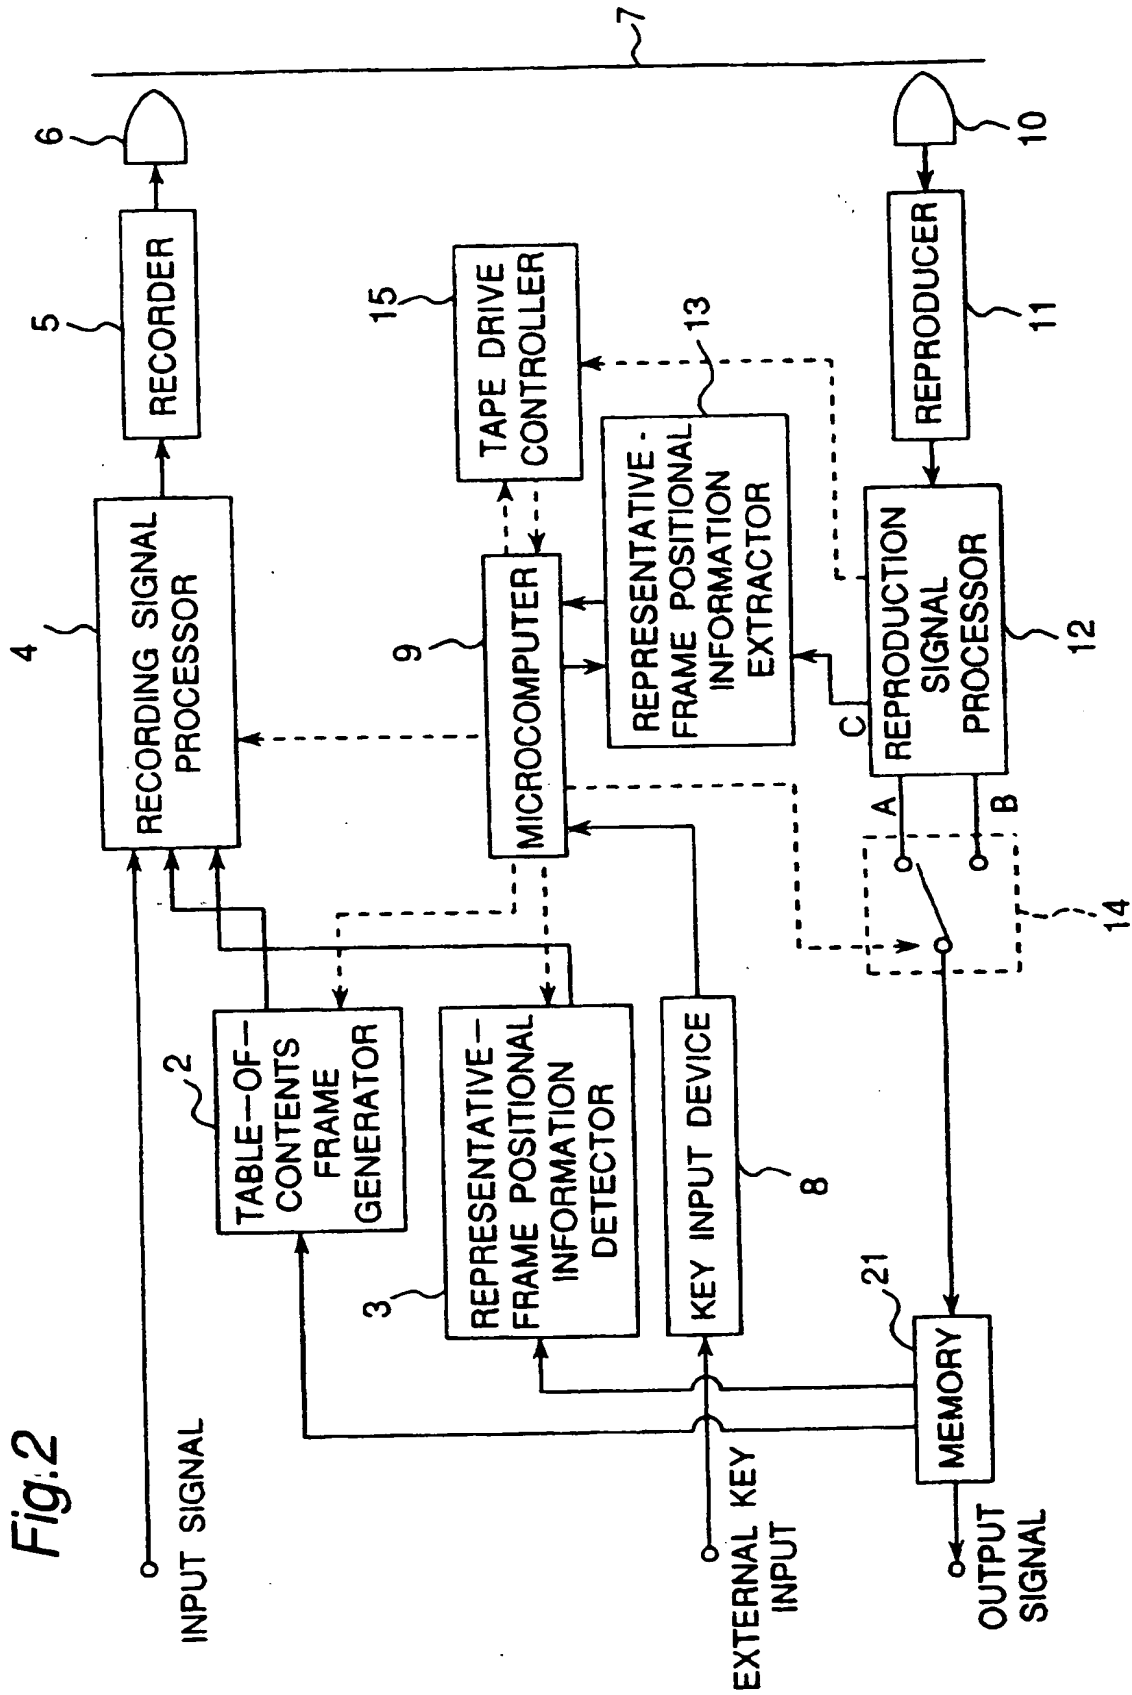 Fig.2
INPUT SIGNAL
4
RECORDING SIGNAL
PROCESSOR
5
RECORDER
6
7
2
TABLE-OF-
CONTENTS
FRAME
GENERATOR
3
REPRESENTATIVE-
FRAME POSITIONAL
INFORMATION
DETECTOR
9
MICROCOMPUTER
15
TAPE DRIVE
CONTROLLER
13
REPRESENTATIVE-
FRAME POSITIONAL
INFORMATION
EXTRACTOR
EXTERNAL KEY
INPUT
KEY INPUT DEVICE
8
OUTPUT
SIGNAL
21
MEMORY
14
A
B
C
REPRODUCTION
SIGNAL
PROCESSOR
12
REPRODUCER
11
10